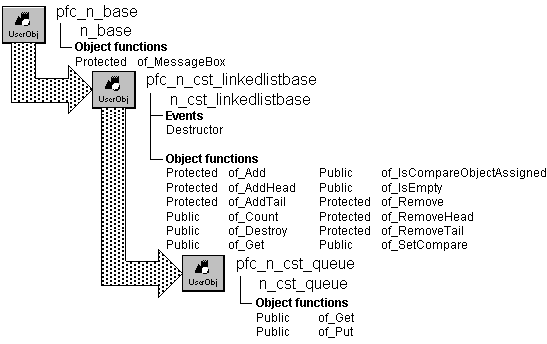 pfc_n_base
UserObj
n_base
Object functions
Protected of_MessageBox
pfc_n_cst_linkedlistbase
UserObj
n_cst_linkedlistbase
Events
Destructor
Object functions
Protected of_Add Public of_IsCompareObjectAssigned
Protected of_AddHead Public of_IsEmpty
Protected of_AddTail Protected of_Remove
Public of_Count Protected of_RemoveHead
Public of_Destroy Protected of_RemoveTail
Public of_Get Public of_SetCompare
pfc_n_cst_queue
UserObj
n_cst_queue
Object functions
Public of_Get
Public of_Put